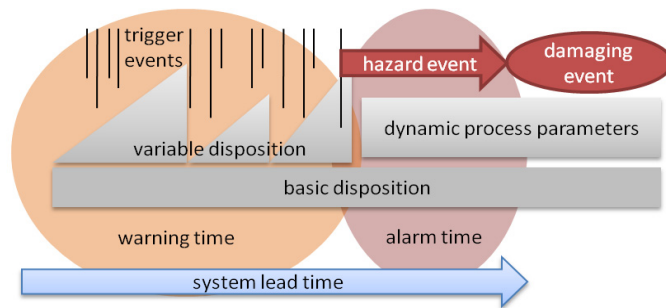 trigger
events
hazard event
damaging
event
variable disposition
dynamic process parameters
basic disposition
warning time
alarm time
system lead time